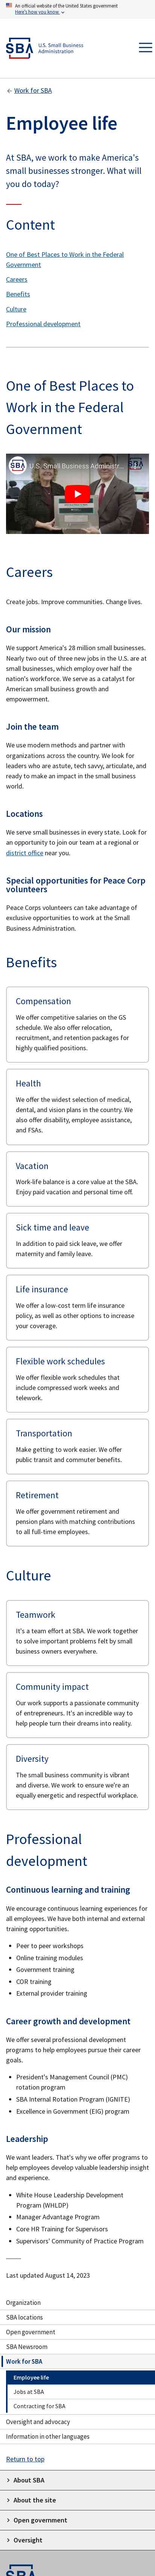 An official website of the United States government
Here's how you know
SBA
U.S. Small Business
Administration
Work for SBA
Employee life
At SBA, we work to make America's
small businesses stronger. What will
you do today?
Content
One of Best Places to Work in the Federal
Government
Careers
Benefits
Culture
Professional development
One of Best Places to
Work in the Federal
Government
SBA
U.S. Small Business Administr...
SBA
Careers
Create jobs. Improve communities. Change lives.
Our mission
We support America's 28 million small businesses.
Nearly two out of three new jobs in the U.S. are at
small businesses, which employ over half the
nation's workforce. We serve as a catalyst for
American small business growth and
empowerment.
Join the team
We use modern methods and partner with
organizations across the country. We look for
leaders who are astute, tech savvy, articulate, and
ready to make an impact in the small business
world.
Locations
We serve small businesses in every state. Look for
an opportunity to join our team at a regional or
district office near you.
Special opportunities for Peace Corp
volunteers
Peace Corps volunteers can take advantage of
exclusive opportunities to work at the Small
Business Administration.
Benefits
Compensation
We offer competitive salaries on the GS
schedule. We also offer relocation,
recruitment, and retention packages for
highly qualified positions.
Health
We offer the widest selection of medical,
dental, and vision plans in the country. We
also offer disability, employee assistance,
and FSAs.
Vacation
Work-life balance is a core value at the SBA.
Enjoy paid vacation and personal time off.
Sick time and leave
In addition to paid sick leave, we offer
maternity and family leave.
Life insurance
We offer a low-cost term life insurance
policy, as well as other options to increase
your coverage.
Flexible work schedules
We offer flexible work schedules that
include compressed work weeks and
telework.
Transportation
Make getting to work easier. We offer
public transit and commuter benefits.
Retirement
We offer government retirement and
pension plans with matching contributions
to all full-time employees.
Culture
Teamwork
It's a team effort at SBA. We work together
to solve important problems felt by small
business owners everywhere.
Community impact
Our work supports a passionate community
of entrepreneurs. It's an incredible way to
help people turn their dreams into reality.
Diversity
The small business community is vibrant
and diverse. We work to ensure we're an
equally energetic and respectful workplace.
Professional
development
Continuous learning and training
We encourage continuous learning experiences for
all employees. We have both internal and external
training opportunities.
• Peer to peer workshops
• Online training modules
• Government training
• COR training
• External provider training
Career growth and development
We offer several professional development
programs to help employees pursue their career
goals.
• President's Management Council (PMC)
rotation program
• SBA Internal Rotation Program (IGNITE)
• Excellence in Government (EIG) program
Leadership
We want leaders. That's why we offer programs to
help employees develop valuable leadership insight
and experience.
• White House Leadership Development
Program (WHLDP)
• Manager Advantage Program
• Core HR Training For Supervisors
• Supervisors' Community of Practice Program
Last updated August 14, 2023
Organization
SBA locations
Open government
SBA Newsroom
Work for SBA
Employee life
Jobs at SBA
Contracting for SBA
Oversight and advocacy
Information in other languages
Return to top
About SBA
About the site
Open government
Oversight
SBA